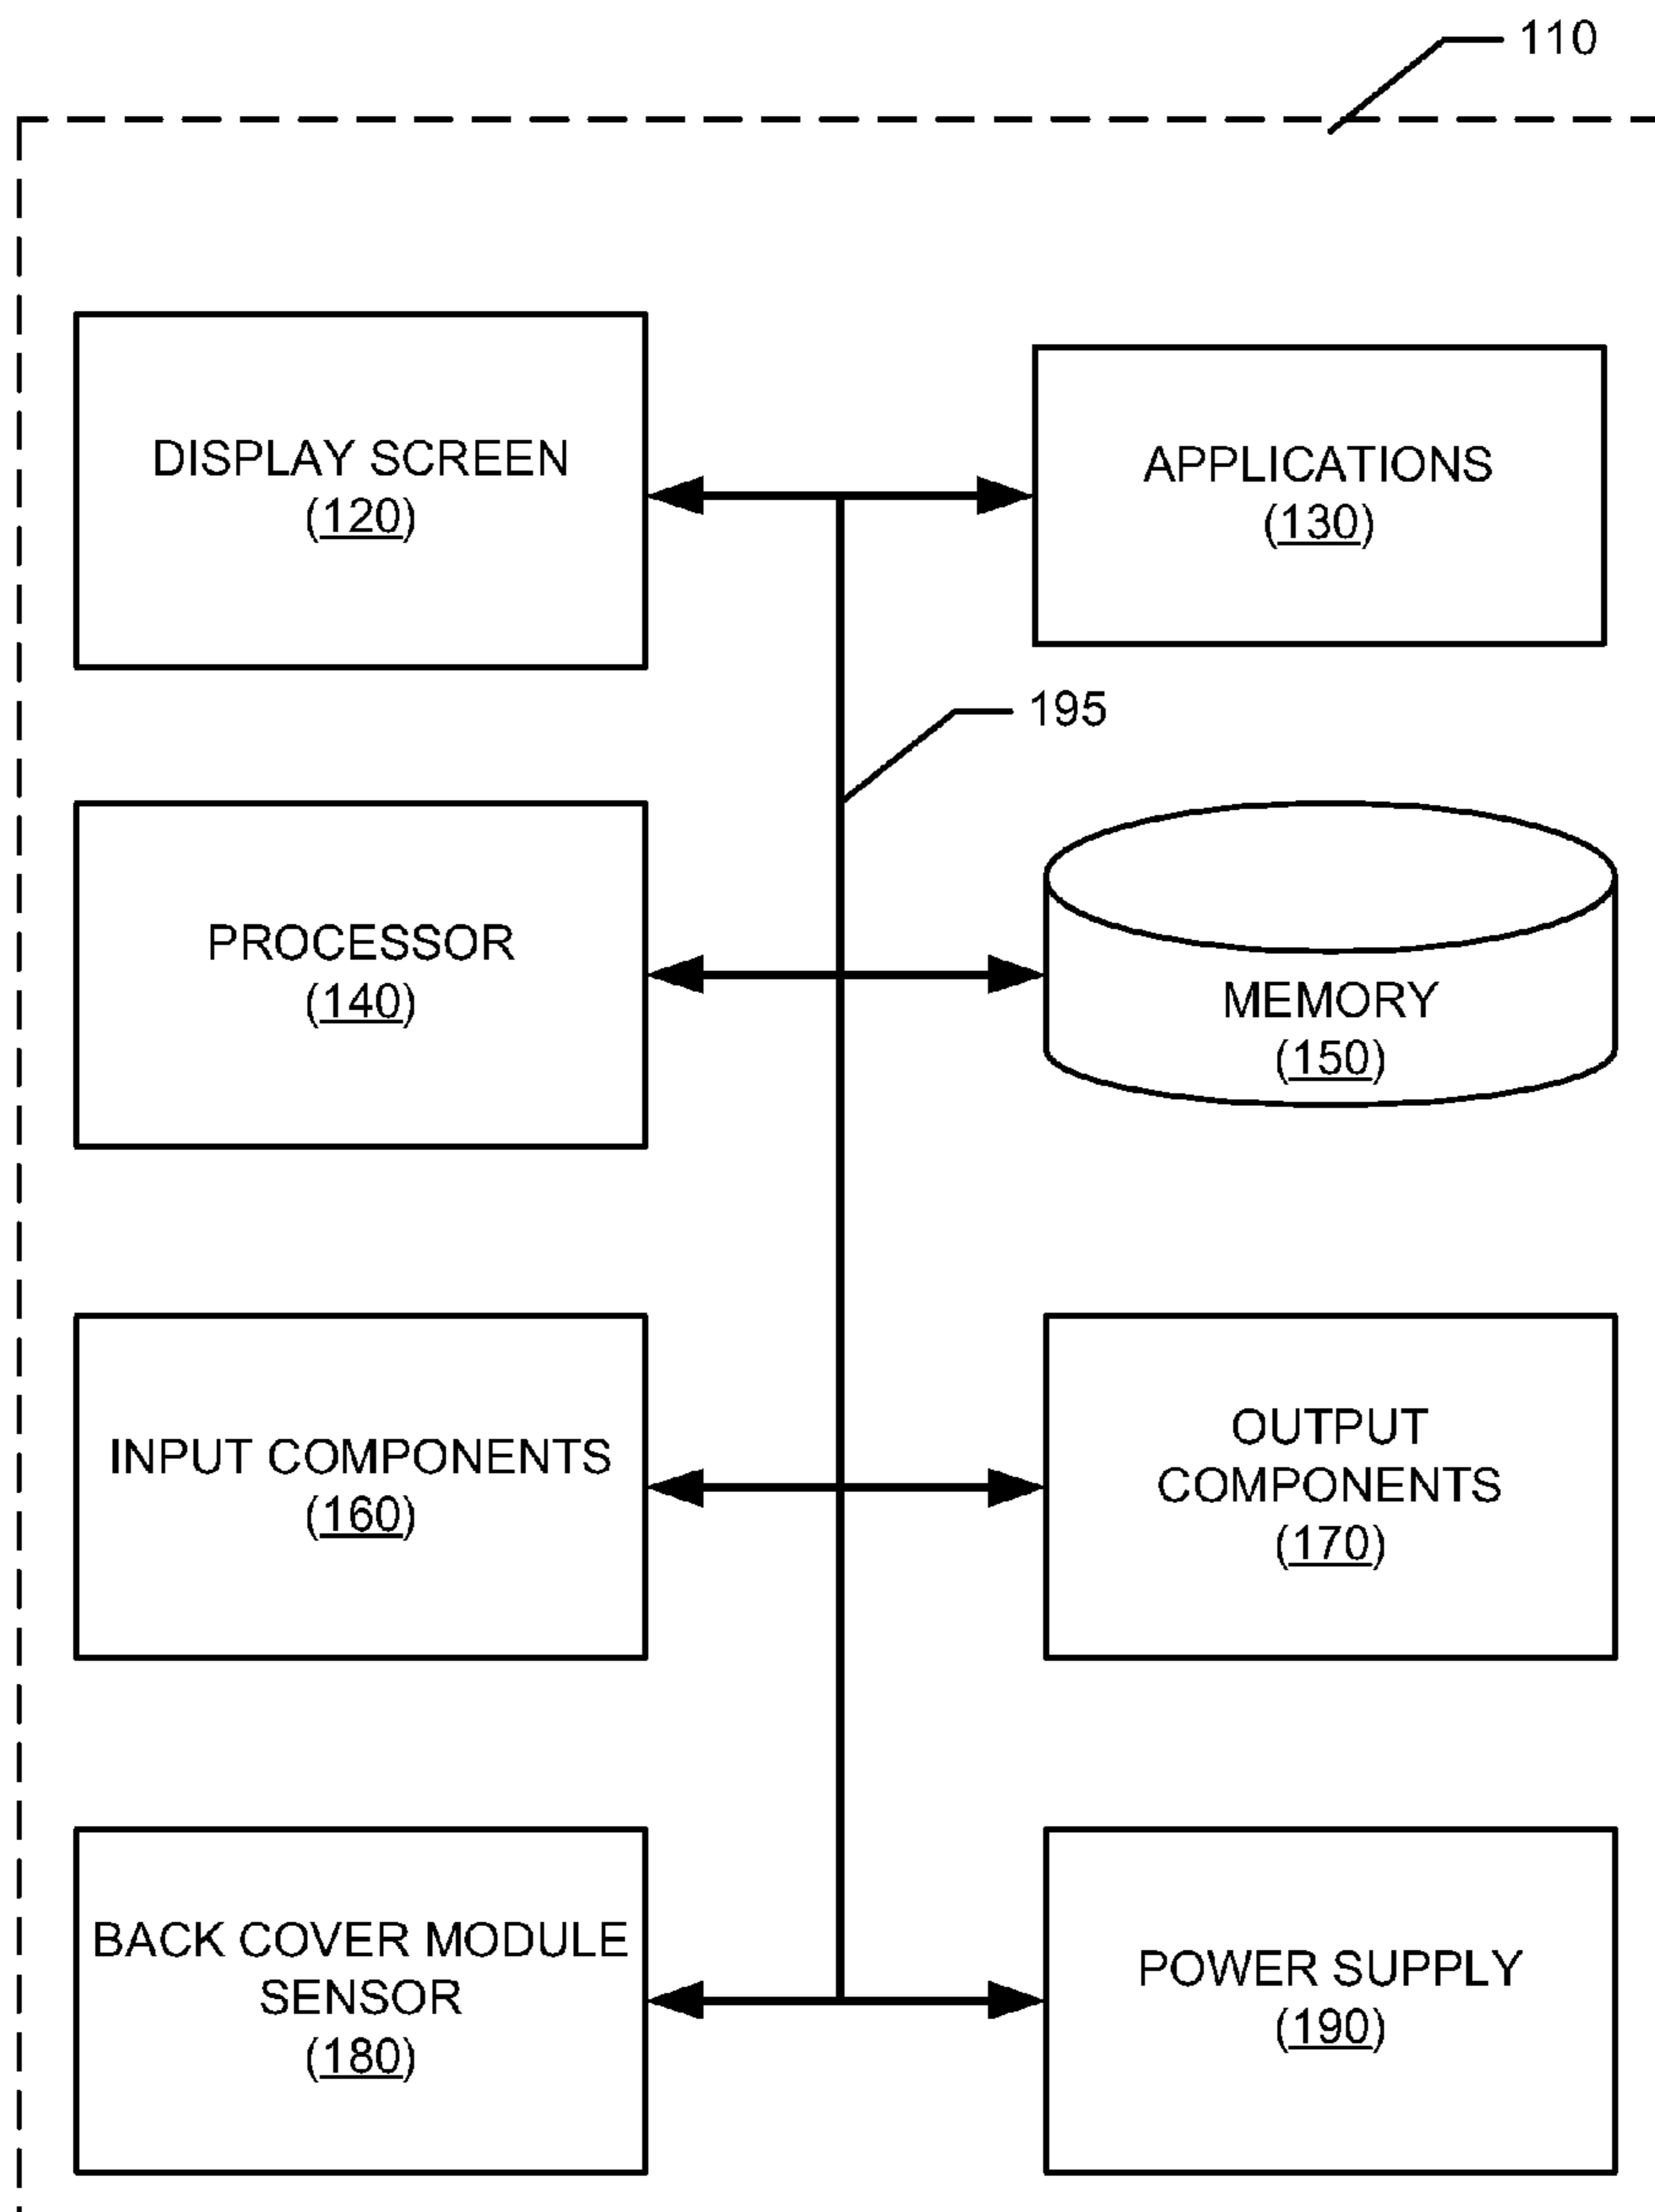 110
DISPLAY SCREEN
(120)
APPLICATIONS
(130)
195
PROCESSOR
(140)
MEMORY
(150)
INPUT COMPONENTS
(160)
OUTPUT
COMPONENTS
(170)
BACK COVER MODULE
SENSOR
(180)
POWER SUPPLY
(190)